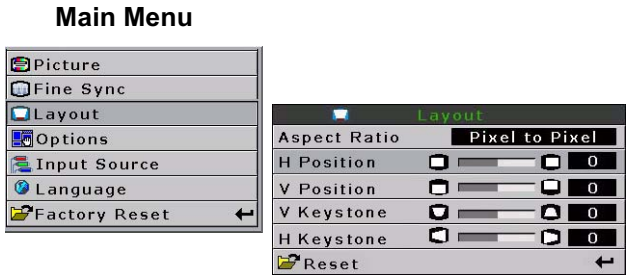 Main Menu
Picture
Fine Sync
Layout
Options
Input Source
Language
Factory Reset
Layout
Aspect Ratio Pixel to Pixel
H Position 0
V Position 0
V Keystone 0
H Keystone 0
Reset